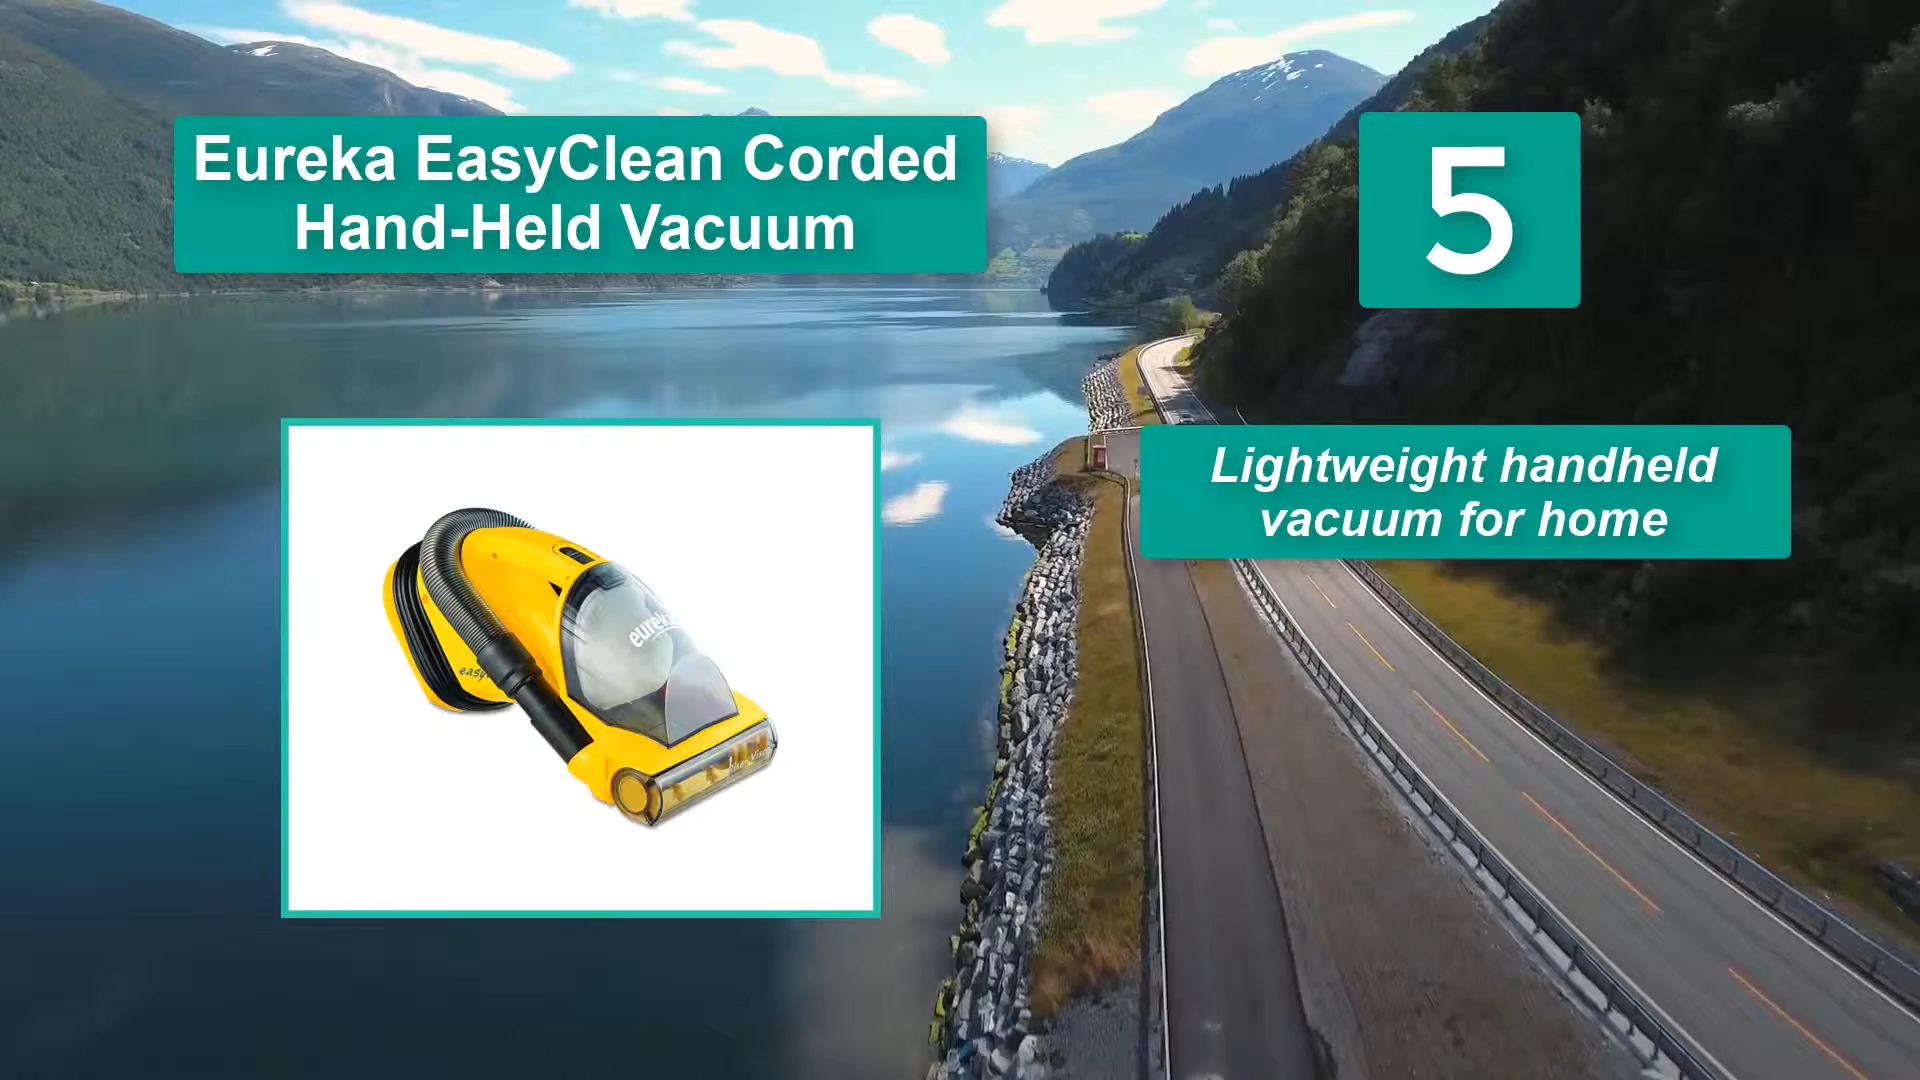 Eureka EasyClean Corded
Hand-Held Vacuum
5
Lightweight handheld
vacuum for home
eureka
easy